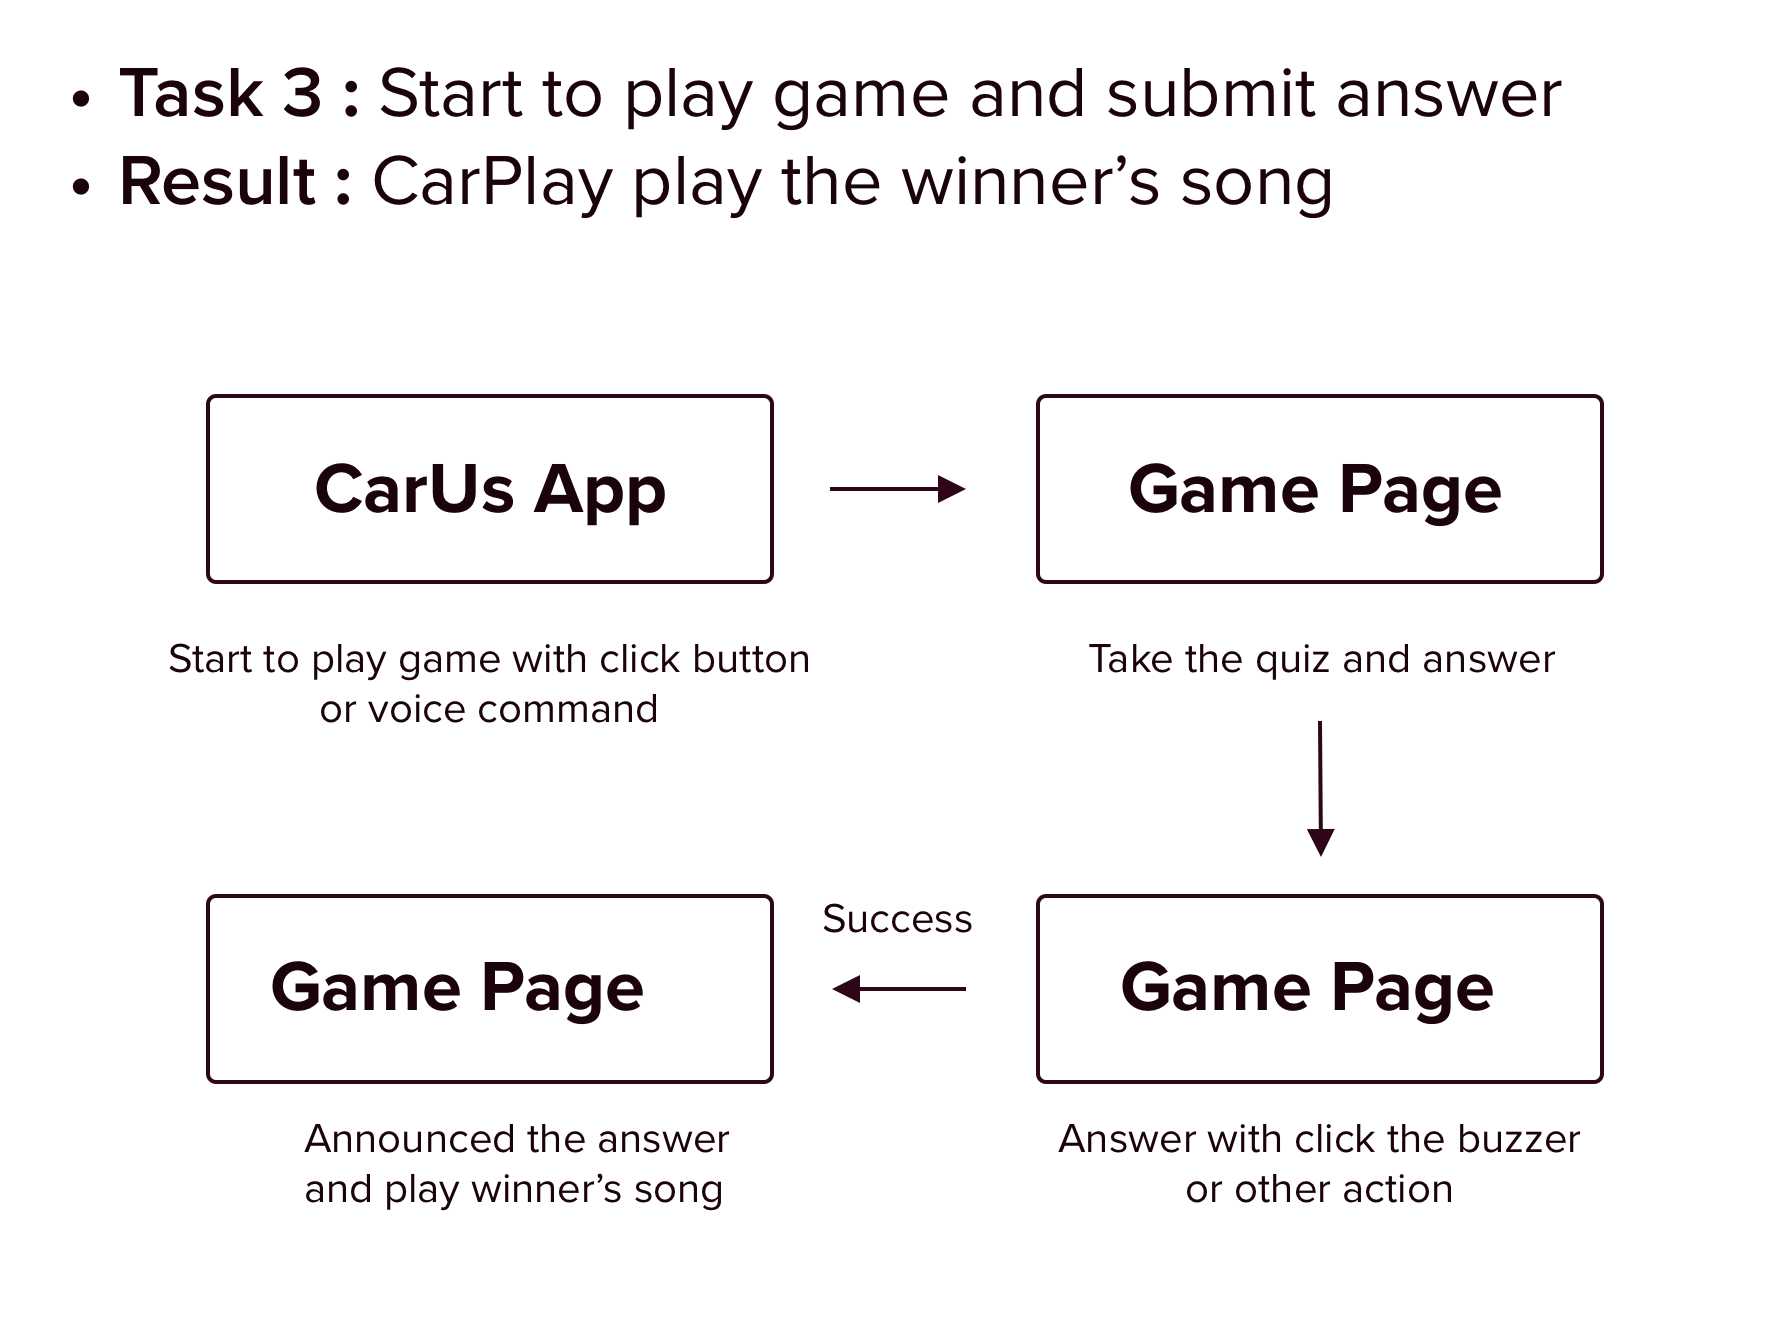 • Task 3 : Start to play game and submit answer
• Result : CarPlay play the winner’s song
CarUs App
Game Page
Start to play game with click button
or voice command
Take the quiz and answer
Success
Game Page
Game Page
Announced the answer
and play winner’s song
Answer with click the buzzer
or other action